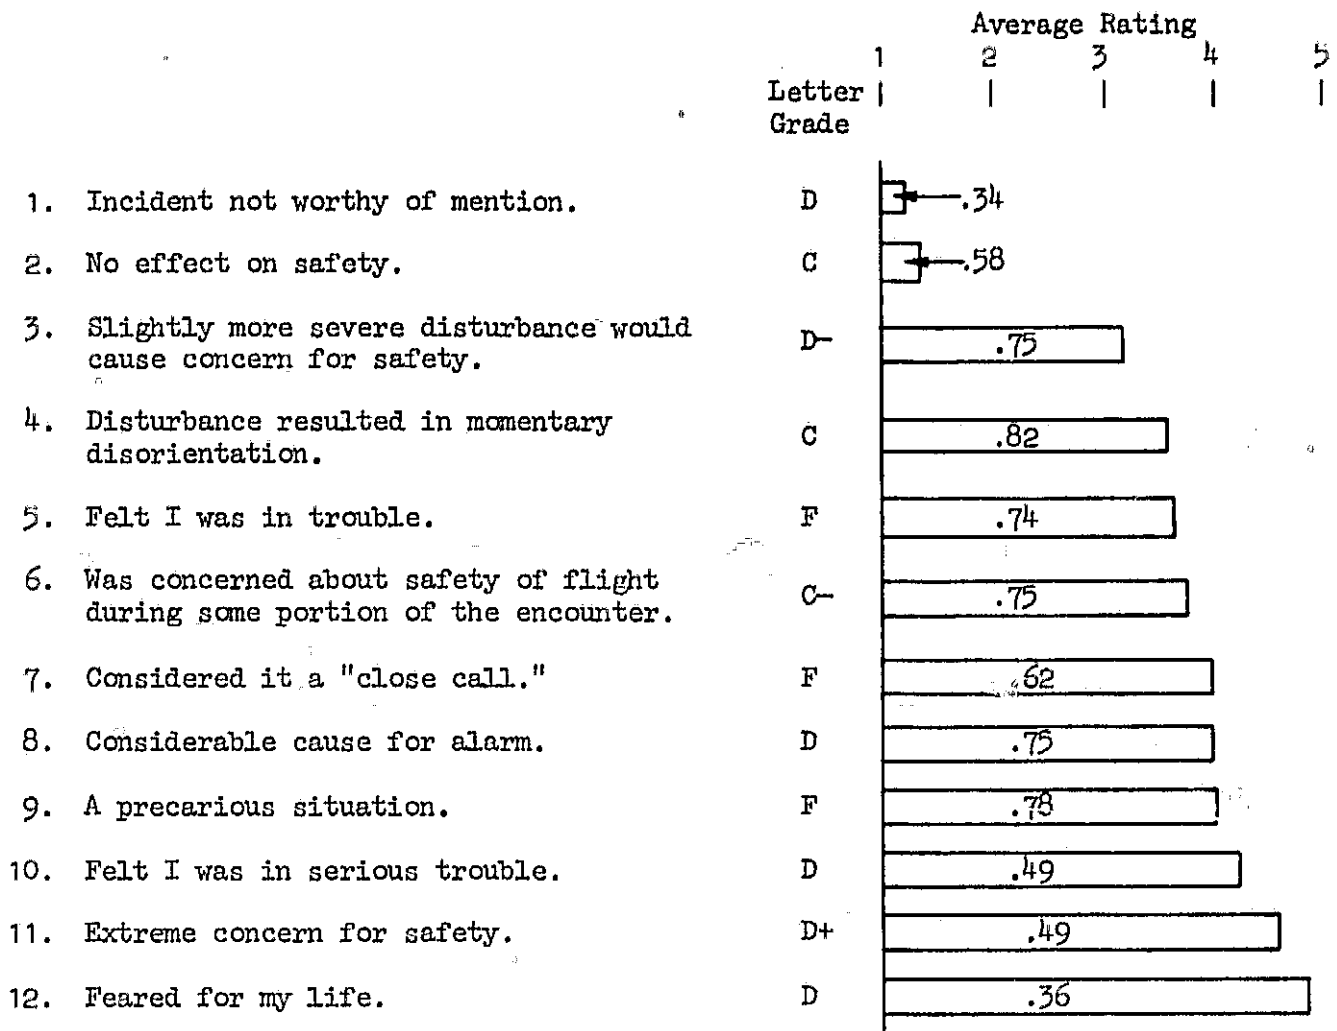 Average Rating
1 2 3 4 5
Letter
Grade
1. Incident not worthy of mention. D .34
2. No effect on safety. C .58
3. Slightly more severe disturbance would
cause concern for safety. D- .75
4. Disturbance resulted in momentary
disorientation. C .82
5. Felt I was in trouble. F .74
6. Was concerned about safety of flight
during some portion of the encounter. C- .75
7. Considered it a "close call." F .62
8. Considerable cause for alarm. D .75
9. A precarious situation. F .78
10. Felt I was in serious trouble. D .49
11. Extreme concern for safety. D+ .49
12. Feared for my life. D .36